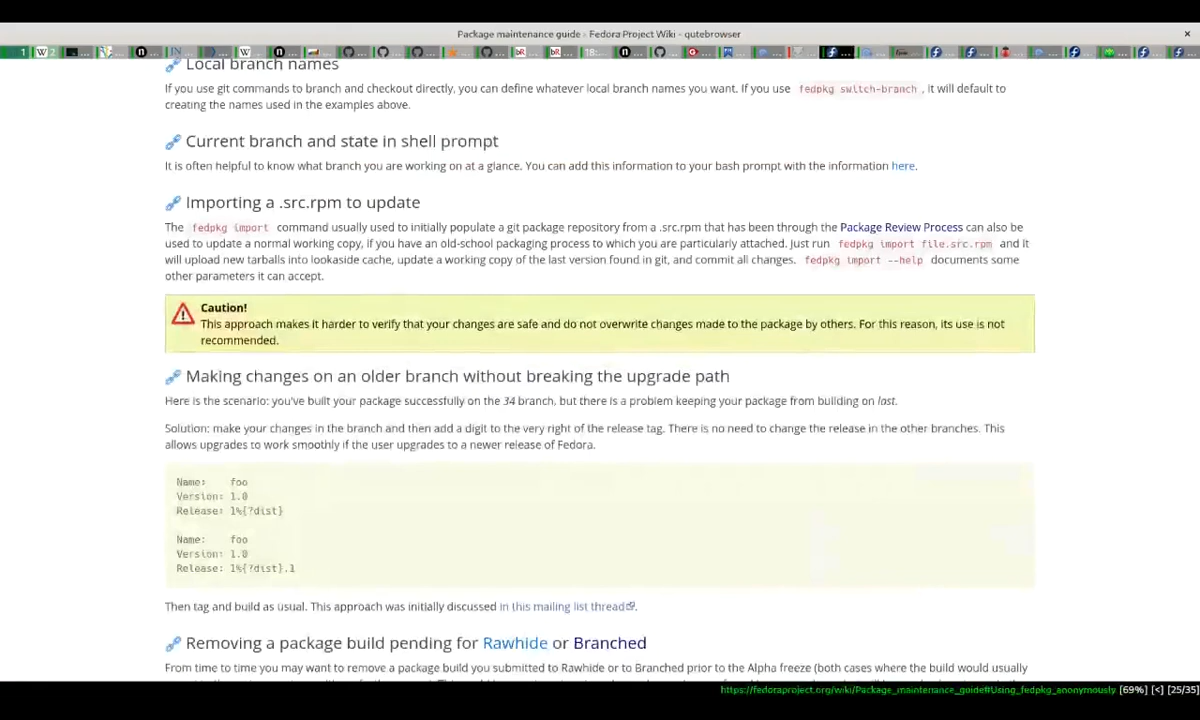 Package maintenance guide - Fedora Project Wiki - qutebrowser
Local branch names
If you use git commands to branch and checkout directly, you can define whatever local branch names you want. If you use fedpkg switch-branch , it will default to
creating the names used in the examples above.
Current branch and state in shell prompt
It is often helpful to know what branch you are working on at a glance. You can add this information to your bash prompt with the information here.
Importing a .src.rpm to update
The fedpkg import command usually used to initially populate a git package repository from a .src.rpm that has been through the Package Review Process can also be
used to update a normal working copy, if you have an old-school packaging process to which you are particularly attached. Just run fedpkg import file.src.rpm and it
will upload new tarballs into lookaside cache, update a working copy of the last version found in git, and commit all changes. fedpkg import --help documents some
other parameters it can accept.
Caution!
This approach makes it harder to verify that your changes are safe and do not overwrite changes made to the package by others. For this reason, its use is not
recommended.
Making changes on an older branch without breaking the upgrade path
Here is the scenario: you've built your package successfully on the 34 branch, but there is a problem keeping your package from building on last.
Solution: make your changes in the branch and then add a digit to the very right of the release tag. There is no need to change the release in the other branches. This
allows upgrades to work smoothly if the user upgrades to a newer release of Fedora.
Name: foo
Version: 1.0
Release: 1%{?dist}
Name: foo
Version: 1.0
Release: 1%{?dist}.1
Then tag and build as usual. This approach was initially discussed in this mailing list thread.
Removing a package build pending for Rawhide or Branched
From time to time you may want to remove a package build you submitted to Rawhide or to Branched prior to the Alpha freeze (both cases where the build would usually
https://fedoraproject.org/wiki/Package_maintenance_guide#Using_fedpkg_anonymously [69%] [<] [25/35]